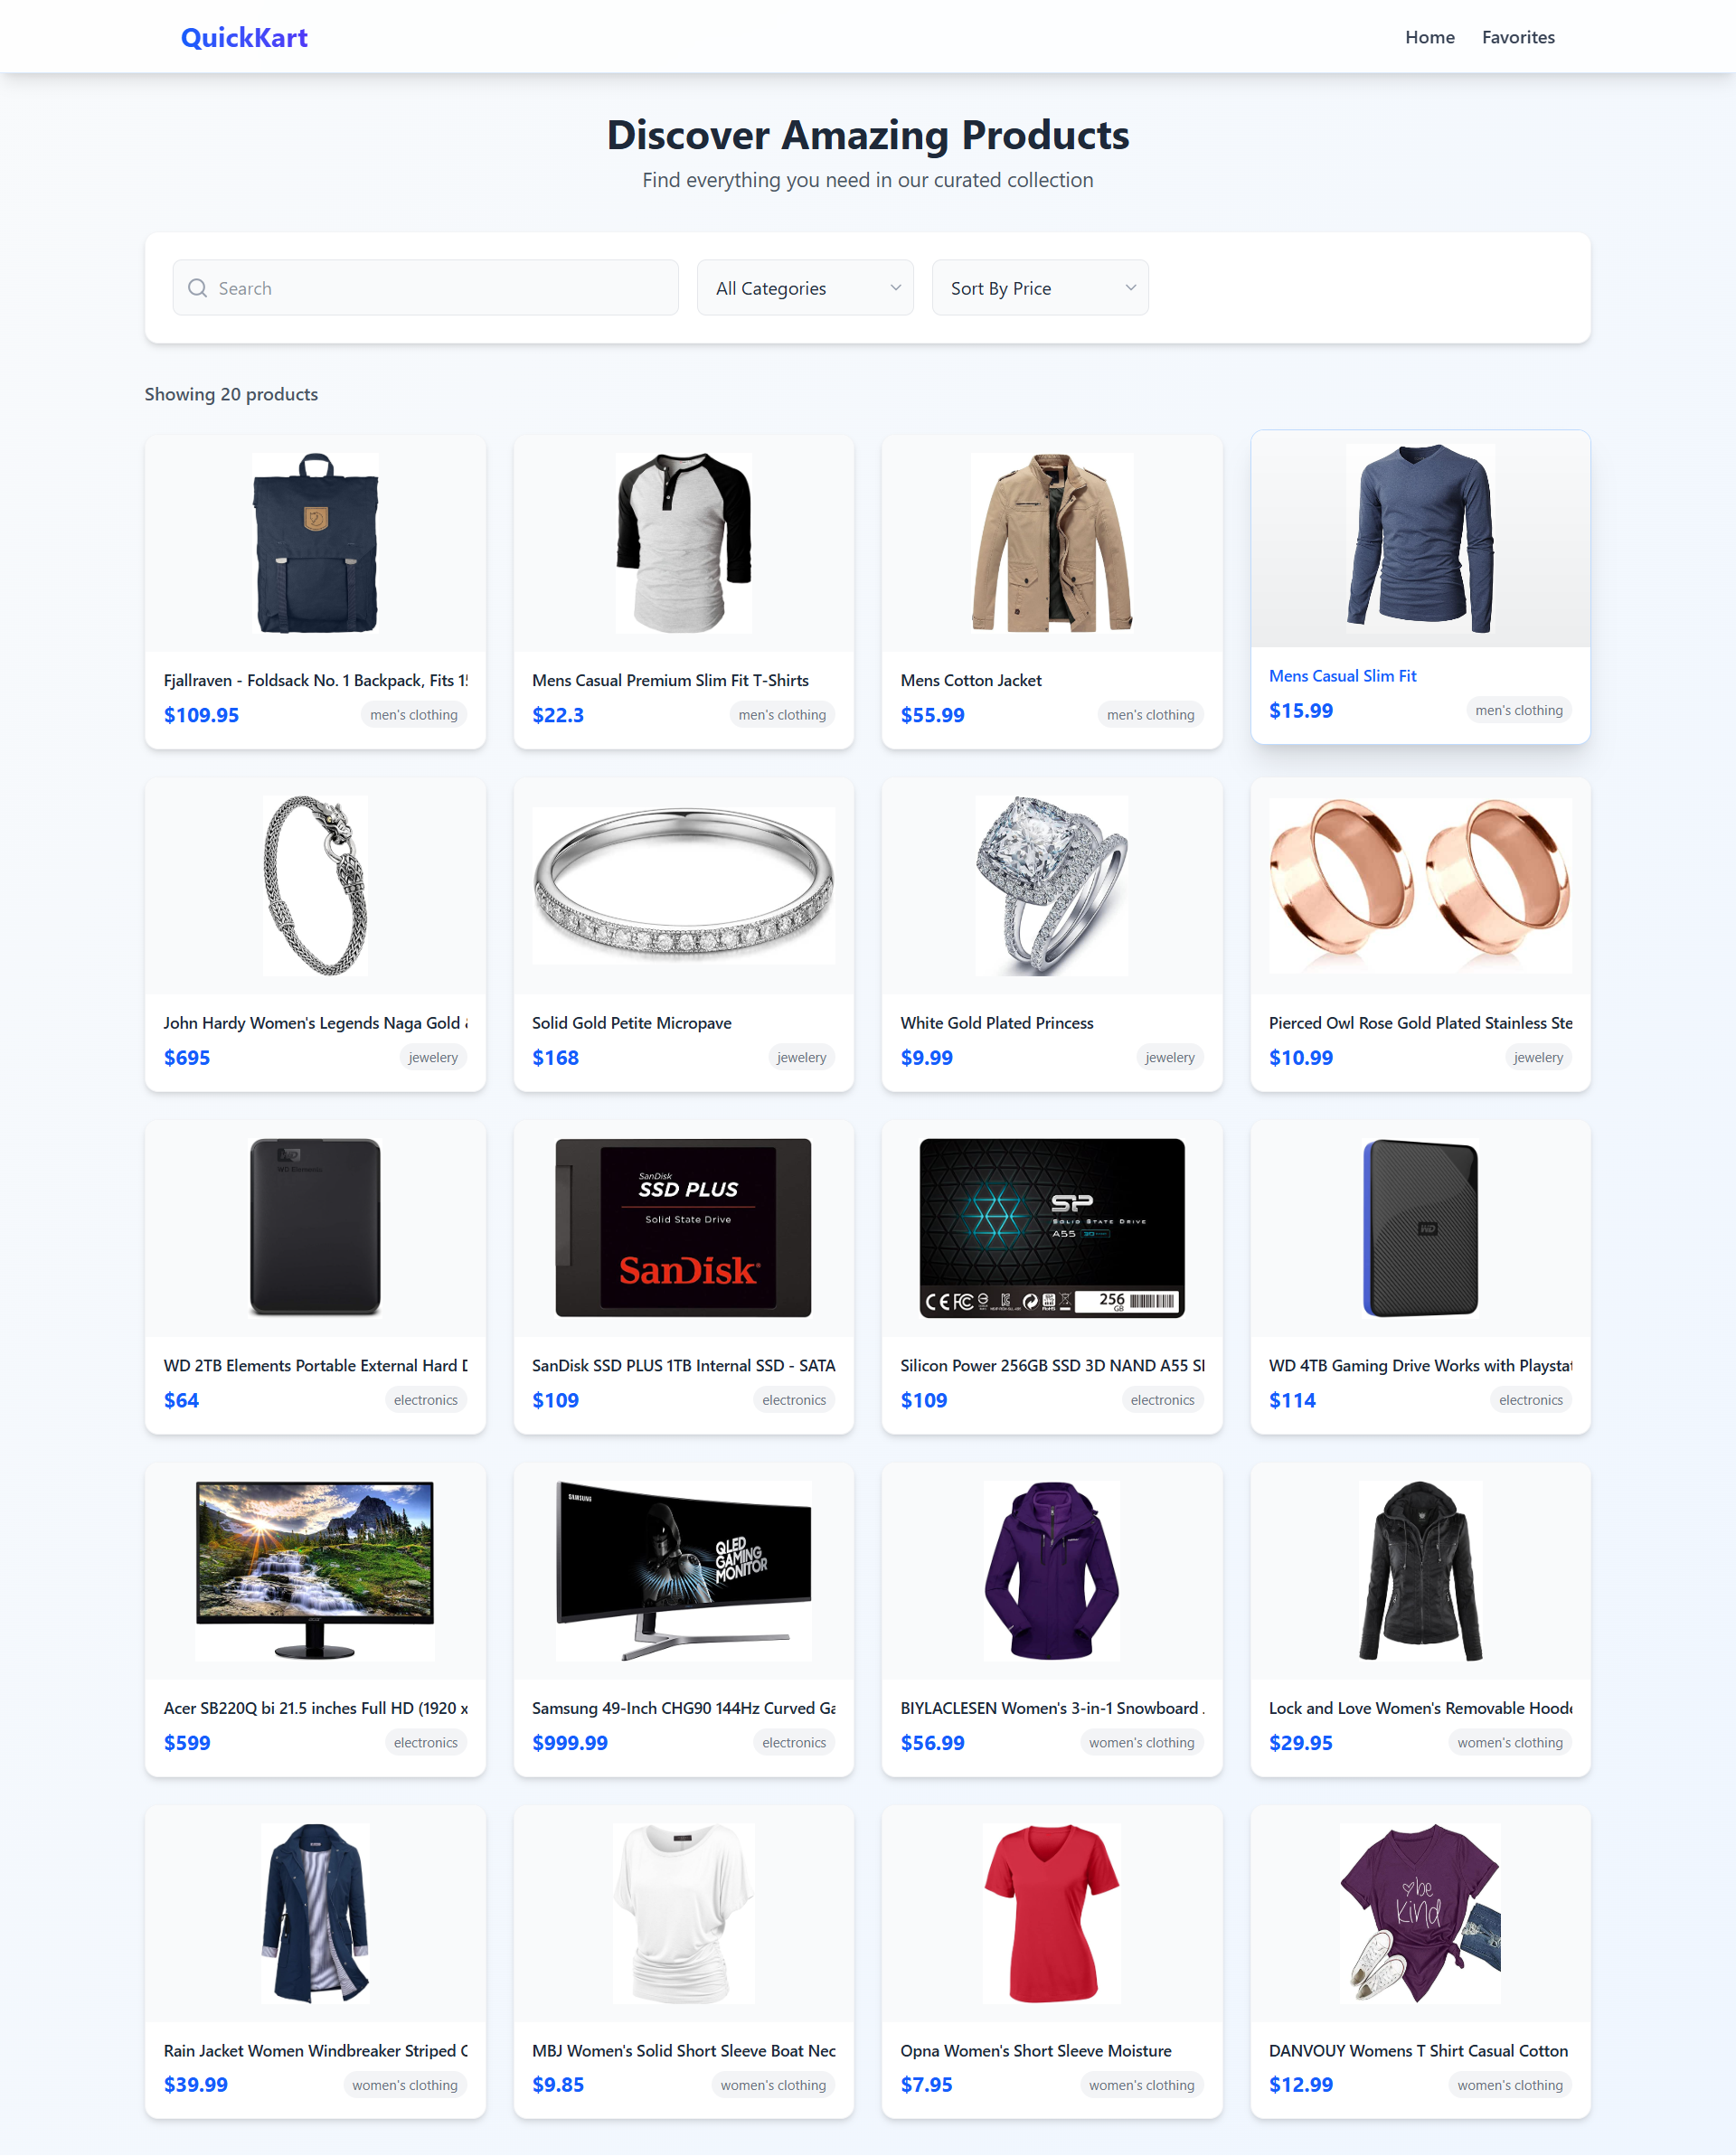 QuickKart
Home Favorites
Discover Amazing Products
Find everything you need in our curated collection
Search
All Categories
Sort By Price
Showing 20 products
Fjallraven - Foldsack No. 1 Backpack, Fits 1
$109.95 men's clothing
Mens Casual Premium Slim Fit T-Shirts
$22.3 men's clothing
Mens Cotton Jacket
$55.99 men's clothing
Mens Casual Slim Fit
$15.99 men's clothing
John Hardy Women's Legends Naga Gold
$695 jewelery
Solid Gold Petite Micropave
$168 jewelery
White Gold Plated Princess
$9.99 jewelery
Pierced Owl Rose Gold Plated Stainless Ste
$10.99 jewelery
WD
WD Elements
WD 2TB Elements Portable External Hard D
$64 electronics
SanDisk
SSD PLUS
Solid State Drive
SanDisk
SanDisk SSD PLUS 1TB Internal SSD - SATA
$109 electronics
SP
SOLID STATE DRIVE
A55
256
GB
Silicon Power 256GB SSD 3D NAND A55 Sl
$109 electronics
WD
WD 4TB Gaming Drive Works with Playstat
$114 electronics
acer
Acer SB220Q bi 21.5 inches Full HD (1920 x
$599 electronics
SAMSUNG
QLED
GAMING
MONITOR
Samsung 49-Inch CHG90 144Hz Curved Ga
$999.99 electronics
BIYLACLESEN Women's 3-in-1 Snowboard
$56.99 women's clothing
Lock and Love Women's Removable Hoode
$29.95 women's clothing
Rain Jacket Women Windbreaker Striped C
$39.99 women's clothing
MBJ Women's Solid Short Sleeve Boat Nec
$9.85 women's clothing
Opna Women's Short Sleeve Moisture
$7.95 women's clothing
be
kind
DANVOUY Womens T Shirt Casual Cotton
$12.99 women's clothing